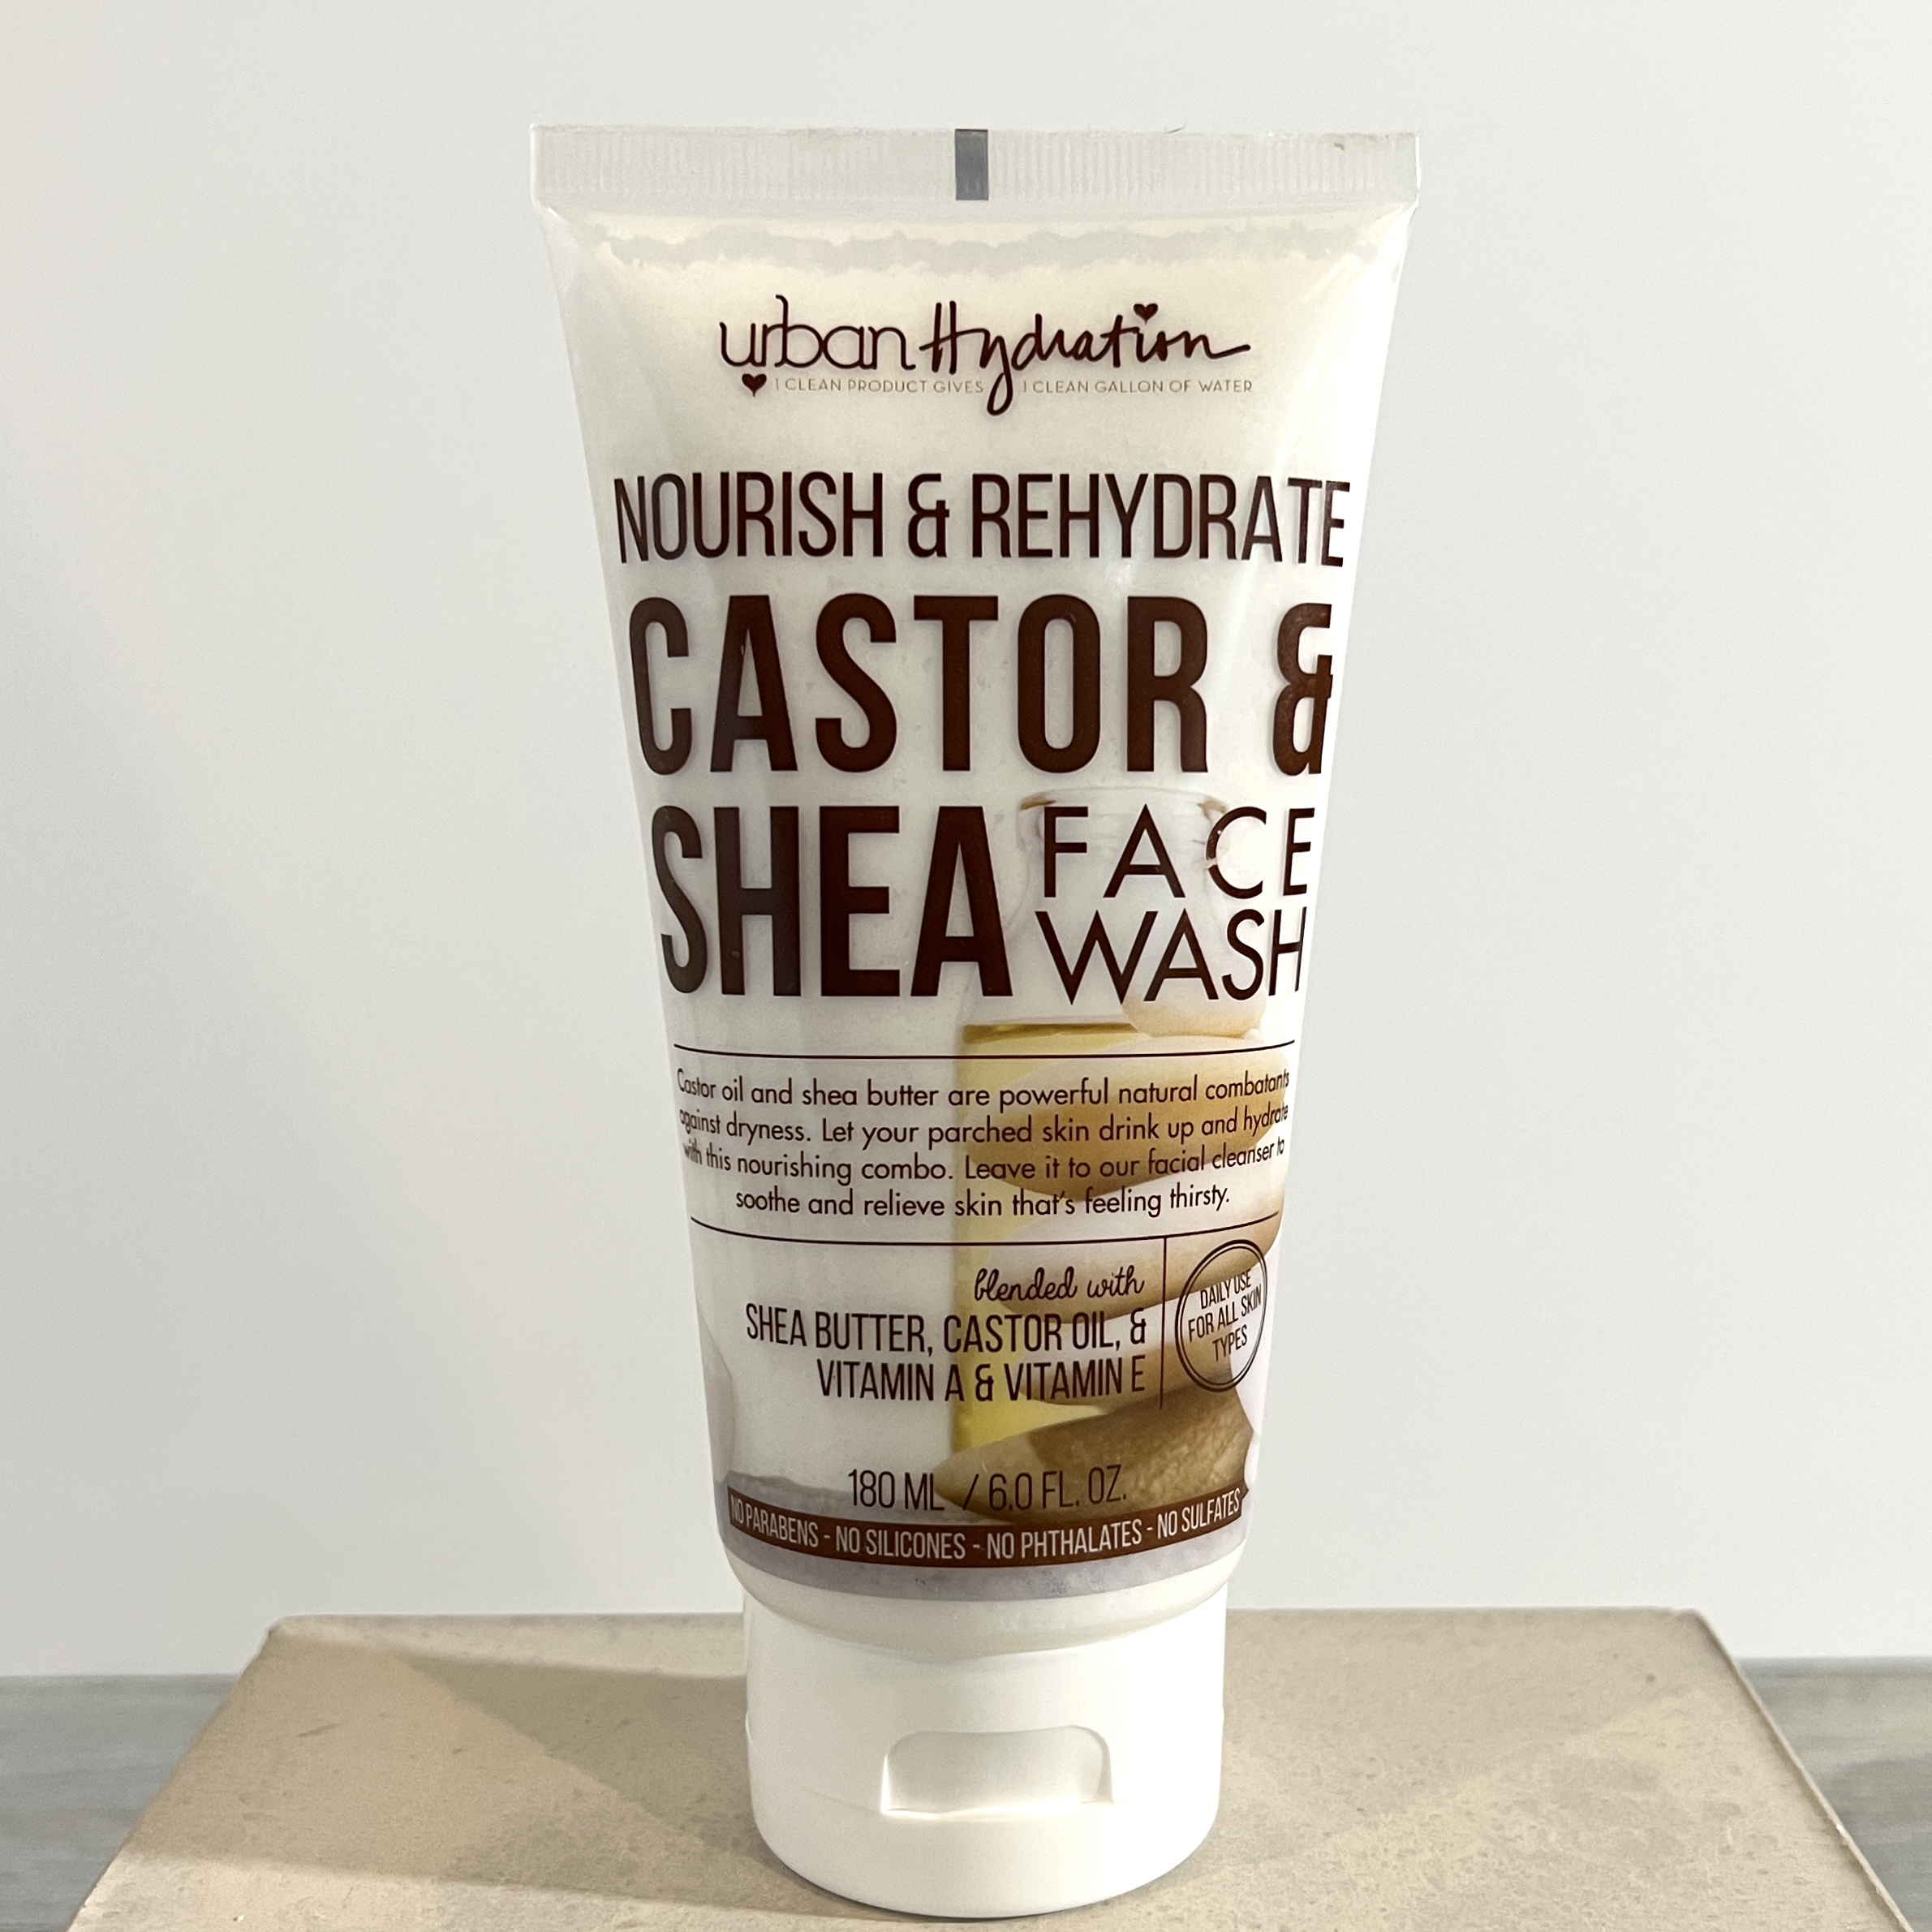 urban Hydration
1 CLEAN PRODUCT GIVES 1 CLEAN GALLON OF WATER
NOURISH & REHYDRATE
CASTOR &
SHEA FACE
WASH
Castor oil and shea butter are powerful natural combatants
against dryness. Let your parched skin drink up and hydrate
with this nourishing combo. Leave it to our facial cleanser to
soothe and relieve skin that's feeling thirsty.
blended with
SHEA BUTTER, CASTOR OIL, &
VITAMIN A & VITAMIN E
DAILY USE
FOR ALL SKIN
TYPES
180 ML / 6.0 FL. OZ.
NO PARABENS - NO SILICONES - NO PHTHALATES - NO SULFATES